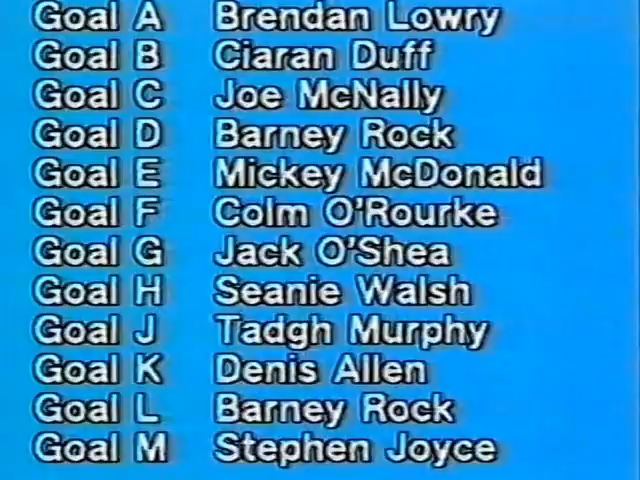 Goal A Brendan Lowry
Goal B Ciaran Duff
Goal C Joe McNally
Goal D Barney Rock
Goal E Mickey McDonald
Goal F Colm O'Rourke
Goal G Jack O'Shea
Goal H Seanie Walsh
Goal J Tadgh Murphy
Goal K Denis Allen
Goal L Barney Rock
Goal M Stephen Joyce